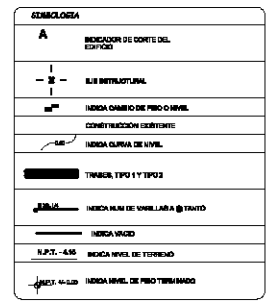 SIMBOLOGIA
A
INDICADOR DE CORTE DEL
EDIFICIO
EJE ESTRUCTURAL
INDICA CAMBIO DE PISO O NIVEL
CONSTRUCCIÓN EXISTENTE
INDICA CURVA DE NIVEL
TRABES, TIPO 1 Y TIPO 2
INDICA NUM DE VARILLAS A @ TANTO
INDICA VACIO
N.P.T. - 4.15 INDICA NIVEL DE TERRENO
N.P.T. +/- 0.00 INDICA NIVEL DE PISO TERMINADO